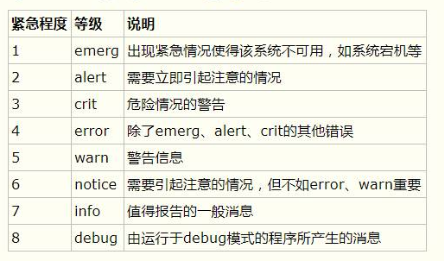 紧急程度 等级 说明
1 emerg 出现紧急情况使得该系统不可用，如系统宕机等
2 alert 需要立即引起注意的情况
3 crit 危险情况的警告
4 error 除了emerg、alert、crit的其他错误
5 warn 警告信息
6 notice 需要引起注意的情况，但不如error、warn重要
7 info 值得报告的一般消息
8 debug 由运行于debug模式的程序所产生的消息